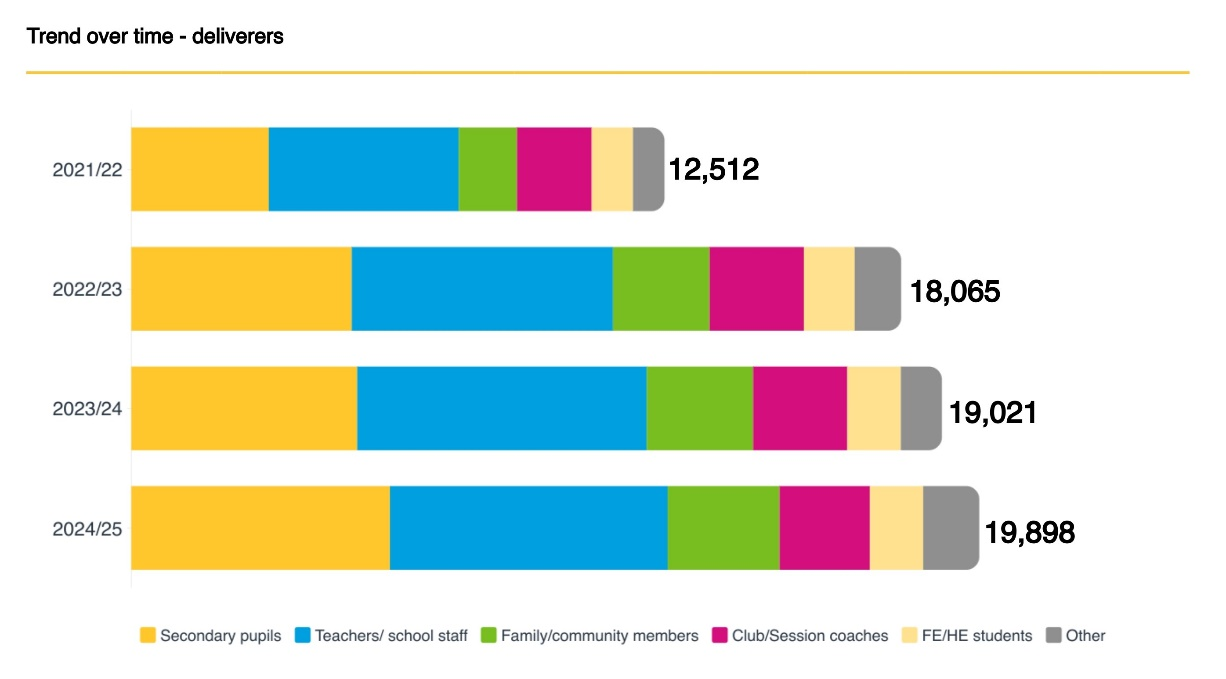 Trend over time - deliverers
2021/22 12,512
2022/23 18,065
2023/24 19,021
2024/25 19,898
Secondary pupils Teachers/ school staff Family/community members Club/Session coaches FE/HE students Other